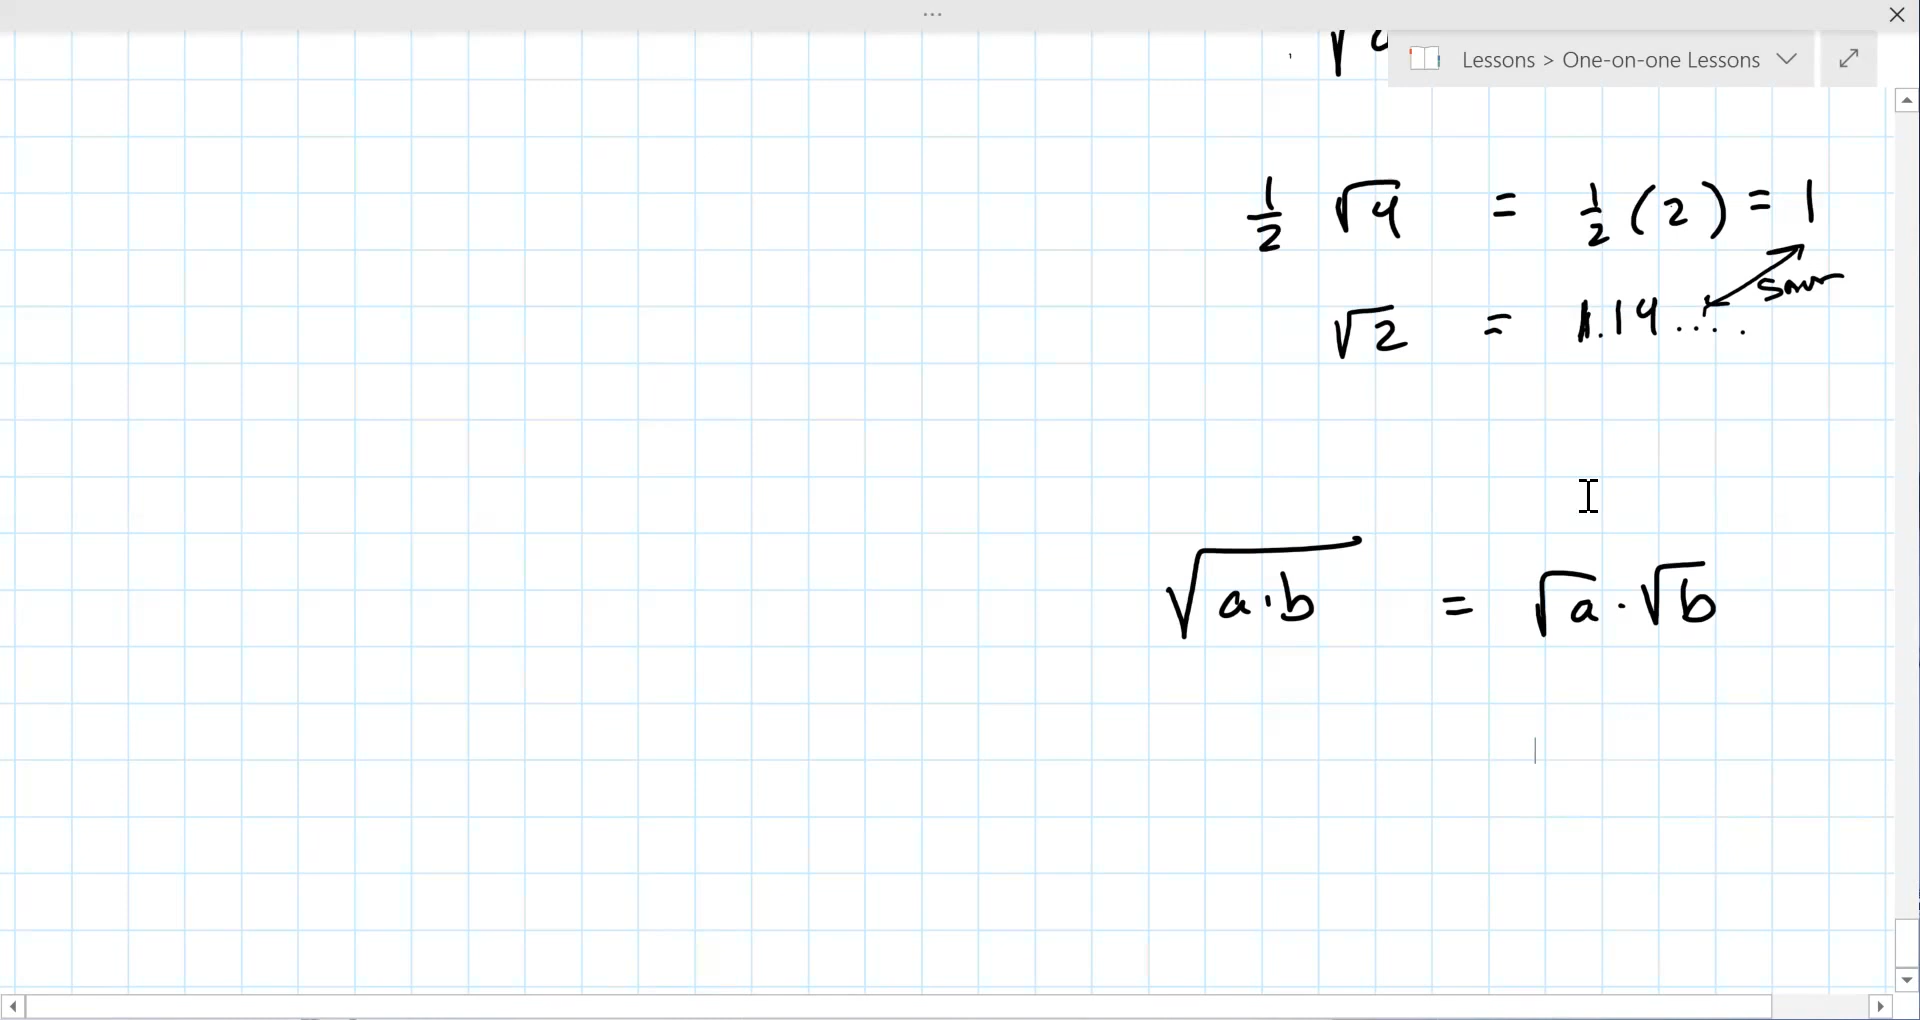 Lessons > One-on-one Lessons
1/2 √4 = 1/2 (2) = 1
√2 = 1.14 ....
√a·b = √a · √b